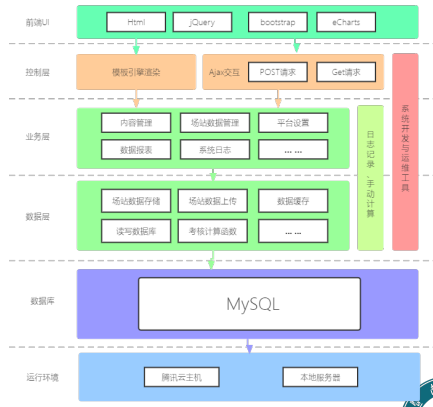 前端UI
Html
jQuery
bootstrap
eCharts
控制层
模板引擎渲染
Ajax交互
POST请求
Get请求
业务层
内容管理
场站数据管理
平台设置
数据报表
系统日志
... ...
数据层
场站数据存储
场站数据上传
数据缓存
读写数据库
考核计算函数
... ...
日志记录、手动计算
系统开发与运维工具
数据库
MySQL
运行环境
腾讯云主机
本地服务器